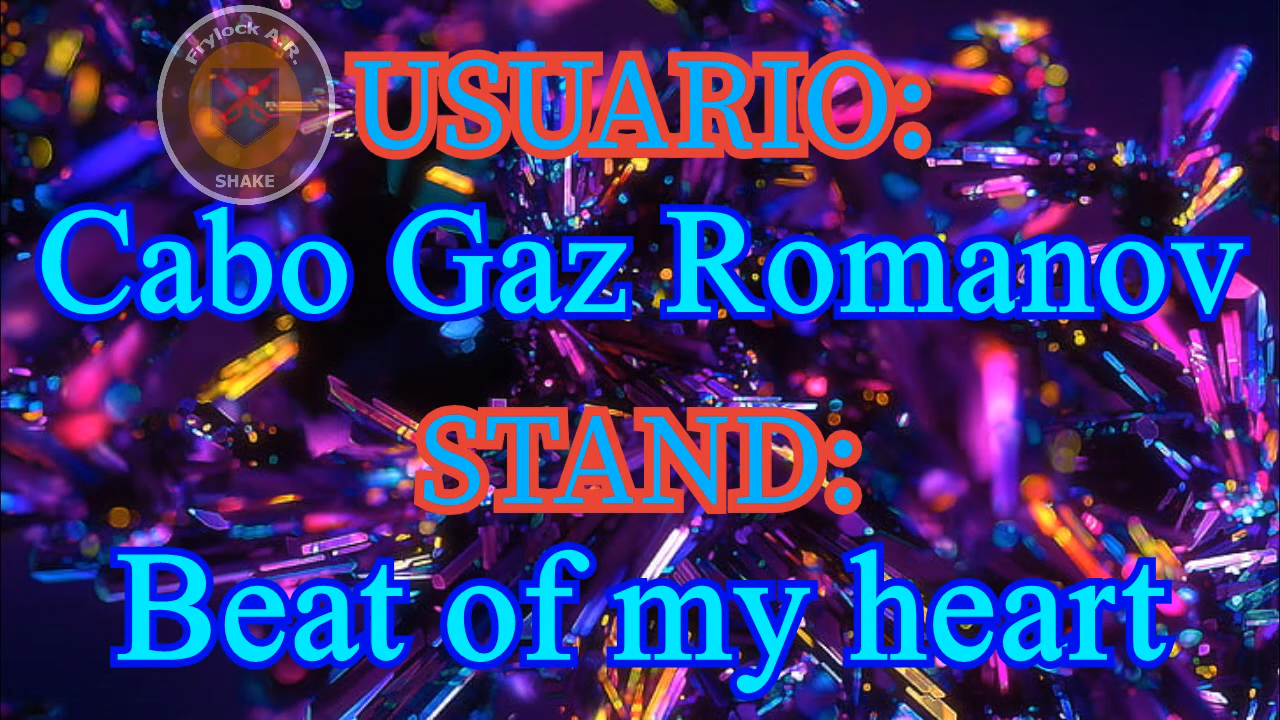 Frylock A.R.
SHAKE
USUARIO:
Cabo Gaz Romanov
STAND:
Beat of my heart